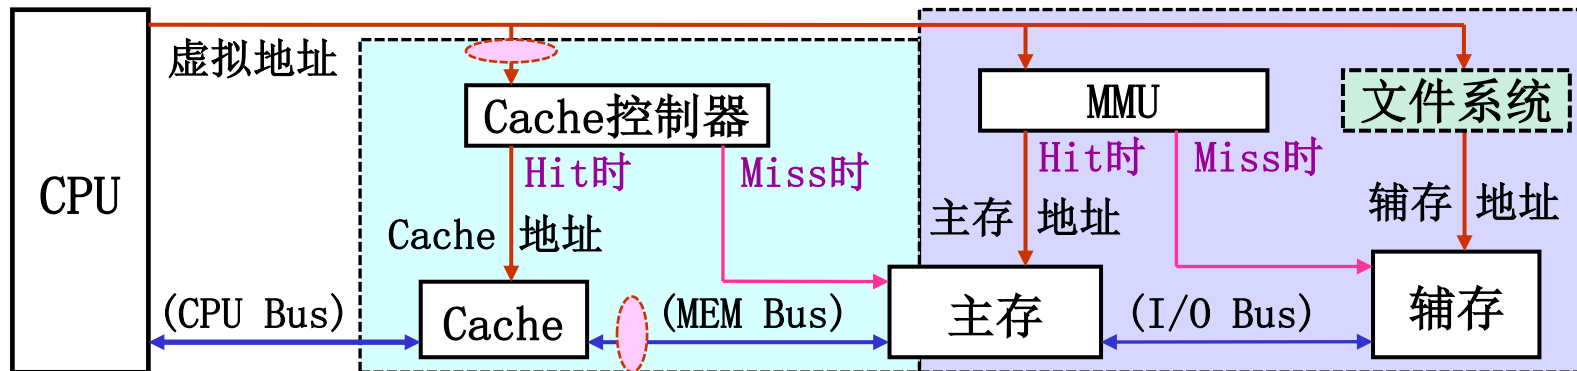 虚拟地址
CPU
Cache控制器
MMU
文件系统
Hit时
Miss时
Hit时
Miss时
Cache 地址
主存 地址
辅存 地址
(CPU Bus)
Cache
(MEM Bus)
主存
(I/O Bus)
辅存